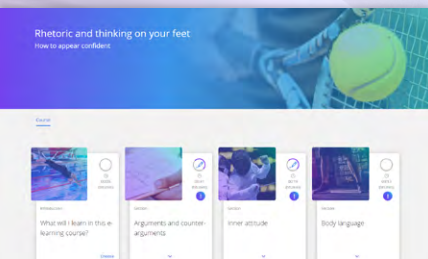 Rhetoric and thinking on your feet
How to appear confident
Course
What will I learn in this e-
learning course?
Arguments and counter-
arguments
Inner attitude
Body language